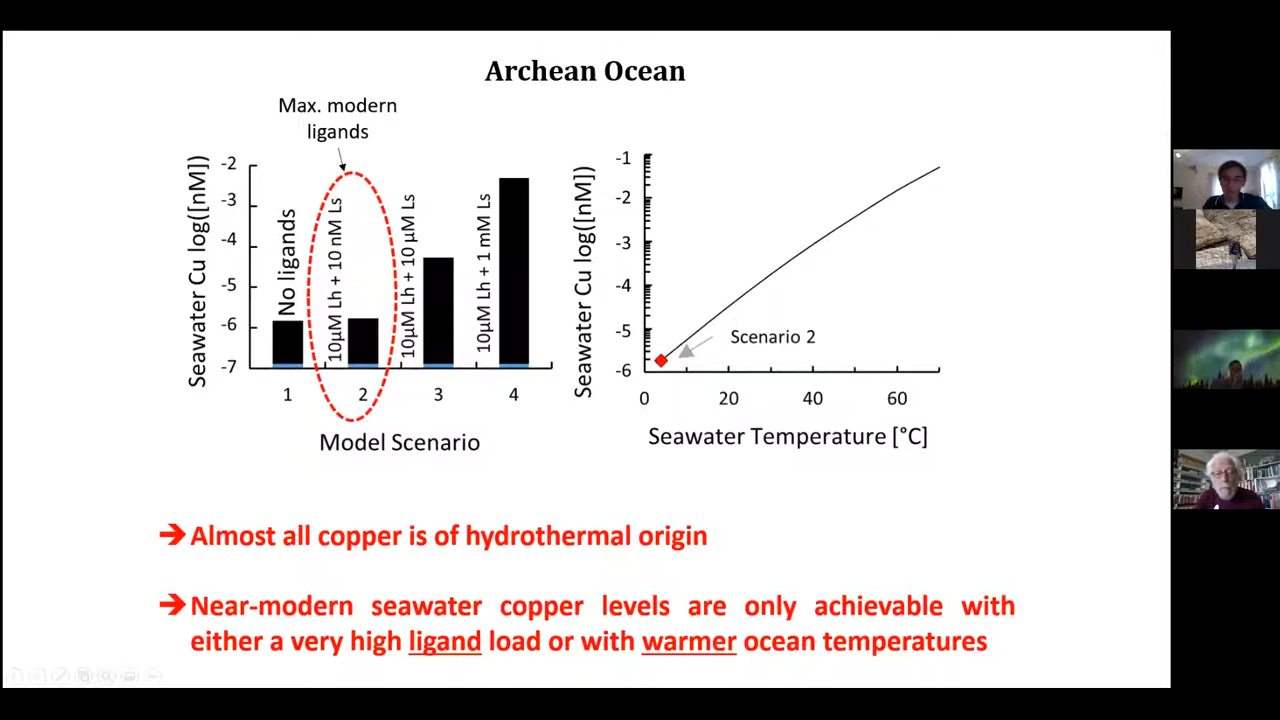 Archean Ocean
Max. modern
ligands
Seawater Cu log([nM])
-2
-3
-4
-5
-6
-7
No ligands
10µM Lh + 10 nM Ls
10µM Lh + 10 µM Ls
10µM Lh + 1 mM Ls
1
2
3
4
Model Scenario
Seawater Cu log([nM])
-1
-2
-3
-4
-5
-6
Scenario 2
0
20
40
60
Seawater Temperature [°C]
➔ Almost all copper is of hydrothermal origin
➔ Near-modern seawater copper levels are only achievable with
either a very high ligand load or with warmer ocean temperatures